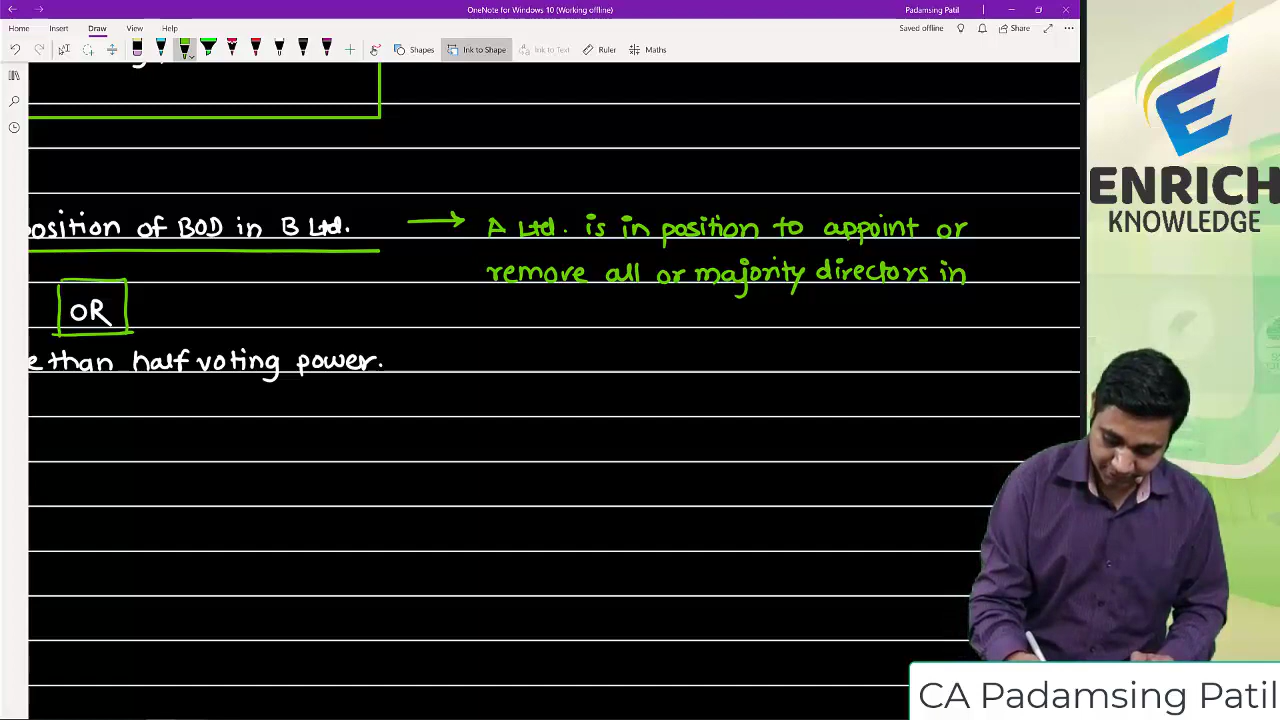 OneNote for Windows 10 (Working offline)
Padamsing Patil
Home Insert Draw View Help
Saved offline
Share
Shapes
Ink to Shape
Ink to Text
Ruler
Maths
ENRICH
KNOWLEDGE
position of BOD in B Ltd.
A Ltd. is in position to appoint or
remove all or majority directors in
OR
e than half voting power.
CA Padamsing Patil